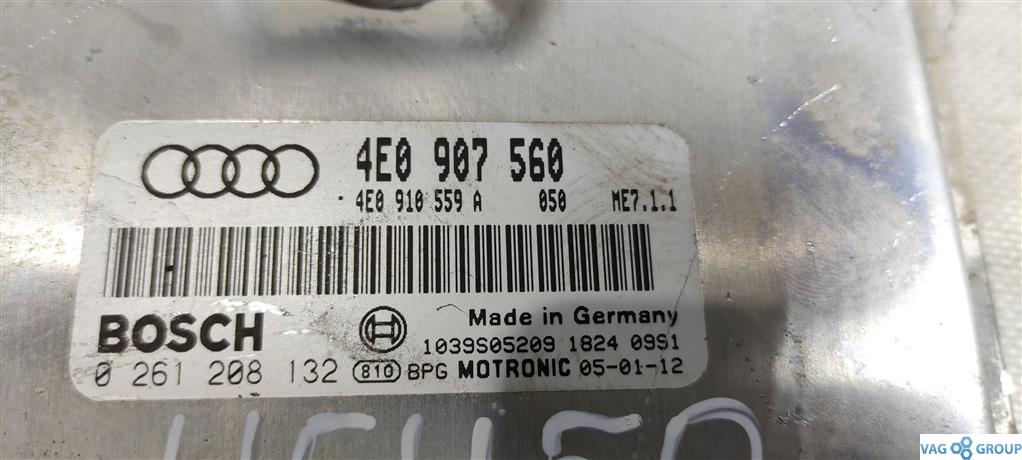 4E0 907 560
4E0 910 559 A 050 ME7.1.1
BOSCH
Made in Germany
1039S05209 1824 09S1
0 261 208 132 810 BPG MOTRONIC 05-01-12
VAG GROUP